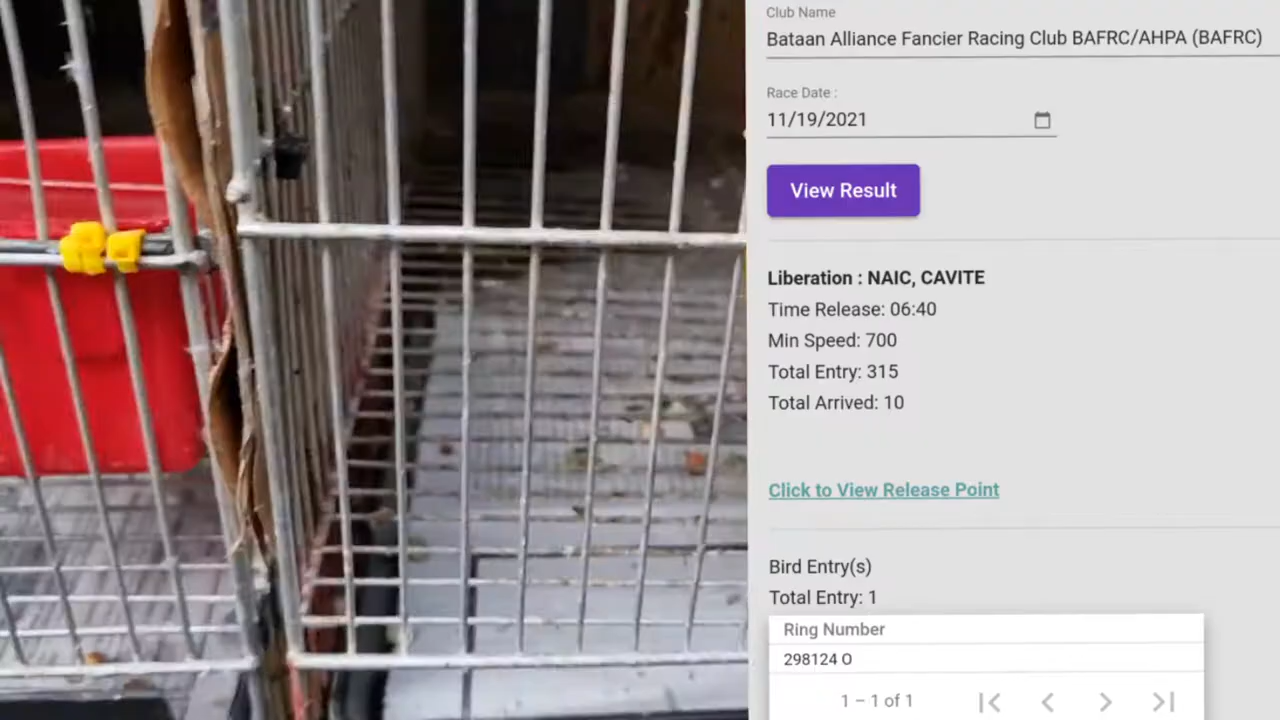 Club Name
Bataan Alliance Fancier Racing Club BAFRC/AHPA (BAFRC)
Race Date :
11/19/2021
View Result
Liberation : NAIC, CAVITE
Time Release: 06:40
Min Speed: 700
Total Entry: 315
Total Arrived: 10
Click to View Release Point
Bird Entry(s)
Total Entry: 1
Ring Number
298124 O
1 – 1 of 1